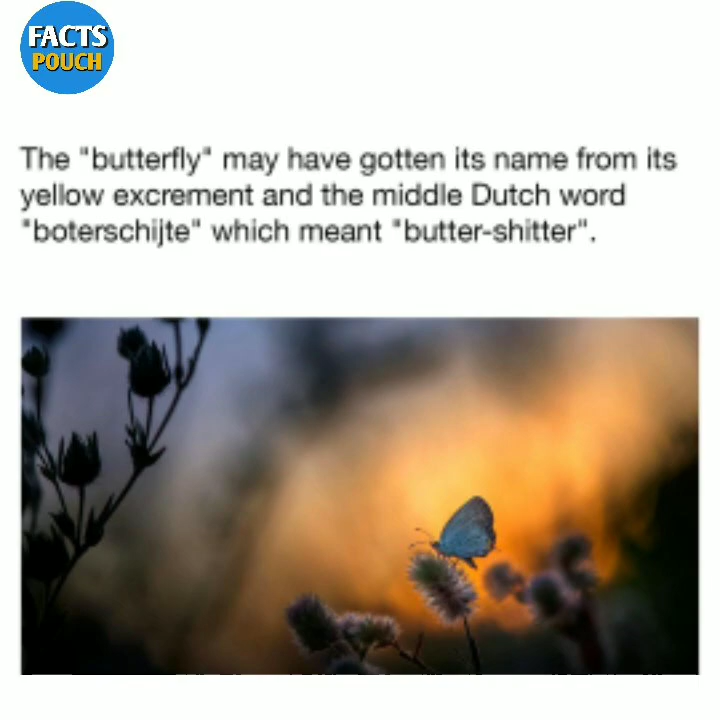 FACTS
POUCH
The "butterfly" may have gotten its name from its
yellow excrement and the middle Dutch word
"boterschijte" which meant "butter-shitter".